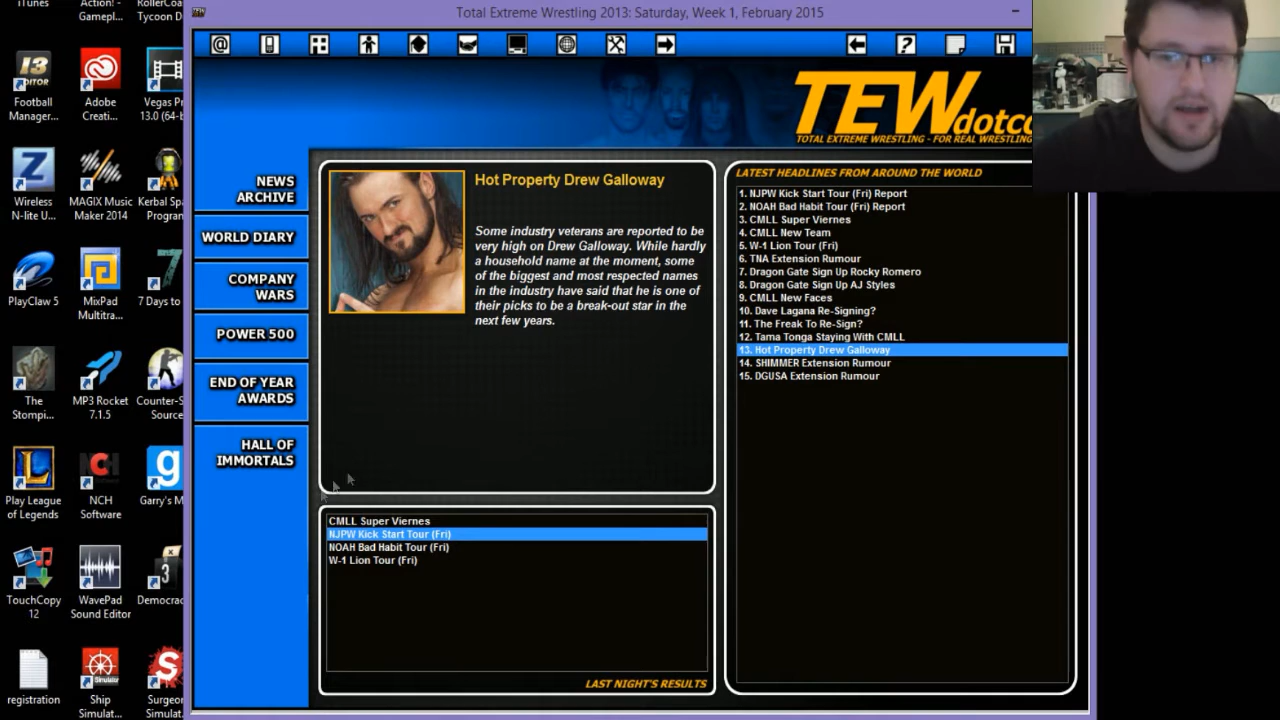 iTunes
Action! -
Gamepl...
RollerCoas
Tycoon D
Football
Manager...
Adobe
Creati...
Vegas Pr
13.0 (64-b
Wireless
N-lite U...
MAGIX Music
Maker 2014
Kerbal Spa
Program
PlayClaw 5
MixPad
Multitra...
7 Days to
The
Stompi...
MP3 Rocket
7.1.5
Counter-S
Source
Play League
of Legends
NCH
Software
Garry's M
TouchCopy
12
WavePad
Sound Editor
Democrac
registration
Ship
Simulat...
Surgeo
Simulat.
Total Extreme Wrestling 2013: Saturday, Week 1, February 2015
TEWdotco
TOTAL EXTREME WRESTLING - FOR REAL WRESTLING
NEWS
ARCHIVE
WORLD DIARY
COMPANY
WARS
POWER 500
END OF YEAR
AWARDS
HALL OF
IMMORTALS
Hot Property Drew Galloway
Some industry veterans are reported to be
very high on Drew Galloway. While hardly
a household name at the moment, some
of the biggest and most respected names
in the industry have said that he is one of
their picks to be a break-out star in the
next few years.
CMLL Super Viernes
NJPW Kick Start Tour (Fri)
NOAH Bad Habit Tour (Fri)
W-1 Lion Tour (Fri)
LAST NIGHT'S RESULTS
LATEST HEADLINES FROM AROUND THE WORLD
1. NJPW Kick Start Tour (Fri) Report
2. NOAH Bad Habit Tour (Fri) Report
3. CMLL Super Viernes
4. CMLL New Team
5. W-1 Lion Tour (Fri)
6. TNA Extension Rumour
7. Dragon Gate Sign Up Rocky Romero
8. Dragon Gate Sign Up AJ Styles
9. CMLL New Faces
10. Dave Lagana Re-Signing?
11. The Freak To Re-Sign?
12. Tama Tonga Staying With CMLL
13. Hot Property Drew Galloway
14. SHIMMER Extension Rumour
15. DGUSA Extension Rumour